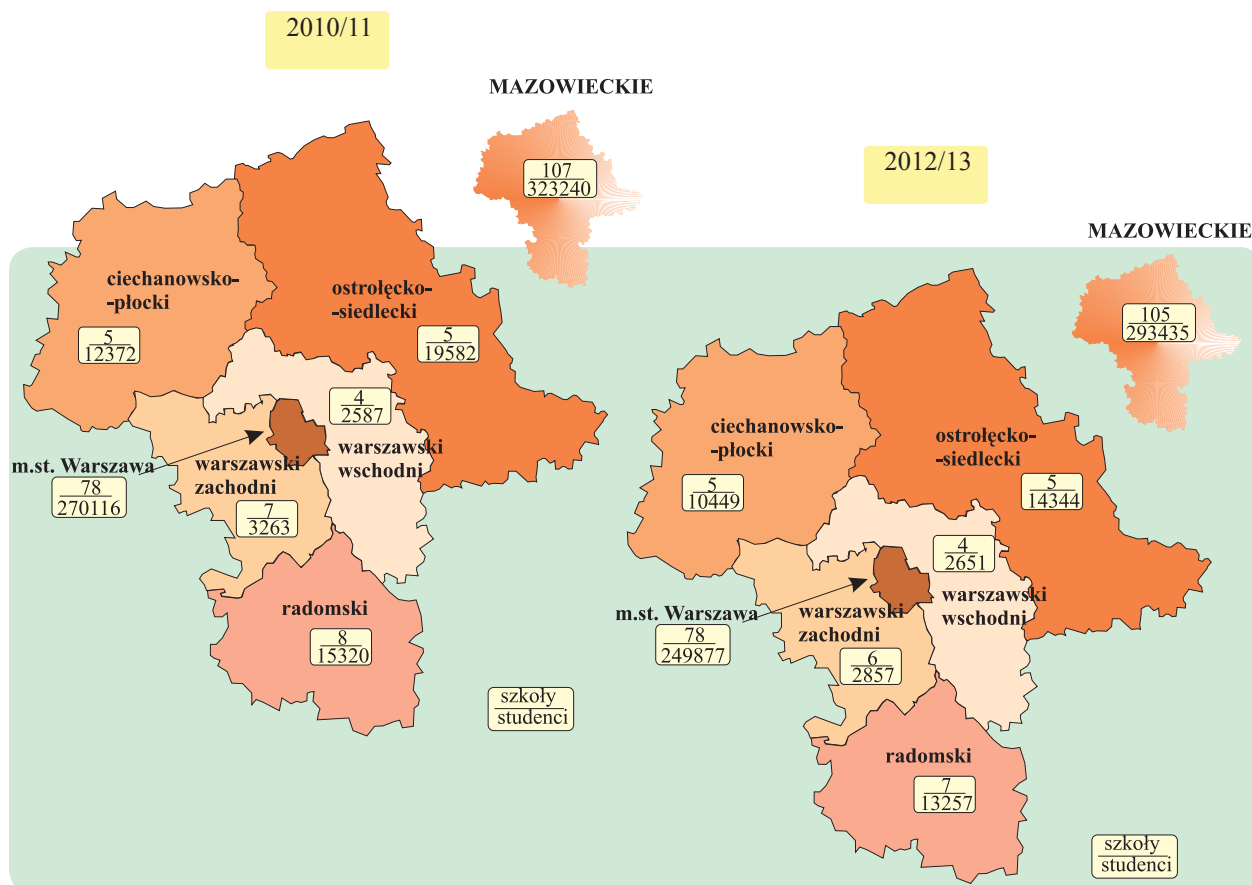 2010/11
MAZOWIECKIE
107
323240
ciechanowsko-
-płocki
5
12372
ostrołęcko-
-siedlecki
5
19582
4
2587
warszawski
wschodni
m.st. Warszawa
78
270116
warszawski
zachodni
7
3263
radomski
8
15320
szkoły
studenci
2012/13
MAZOWIECKIE
105
293435
ciechanowsko-
-płocki
5
10449
ostrołęcko-
-siedlecki
5
14344
4
2651
warszawski
wschodni
m.st. Warszawa
78
249877
warszawski
zachodni
6
2857
radomski
7
13257
szkoły
studenci